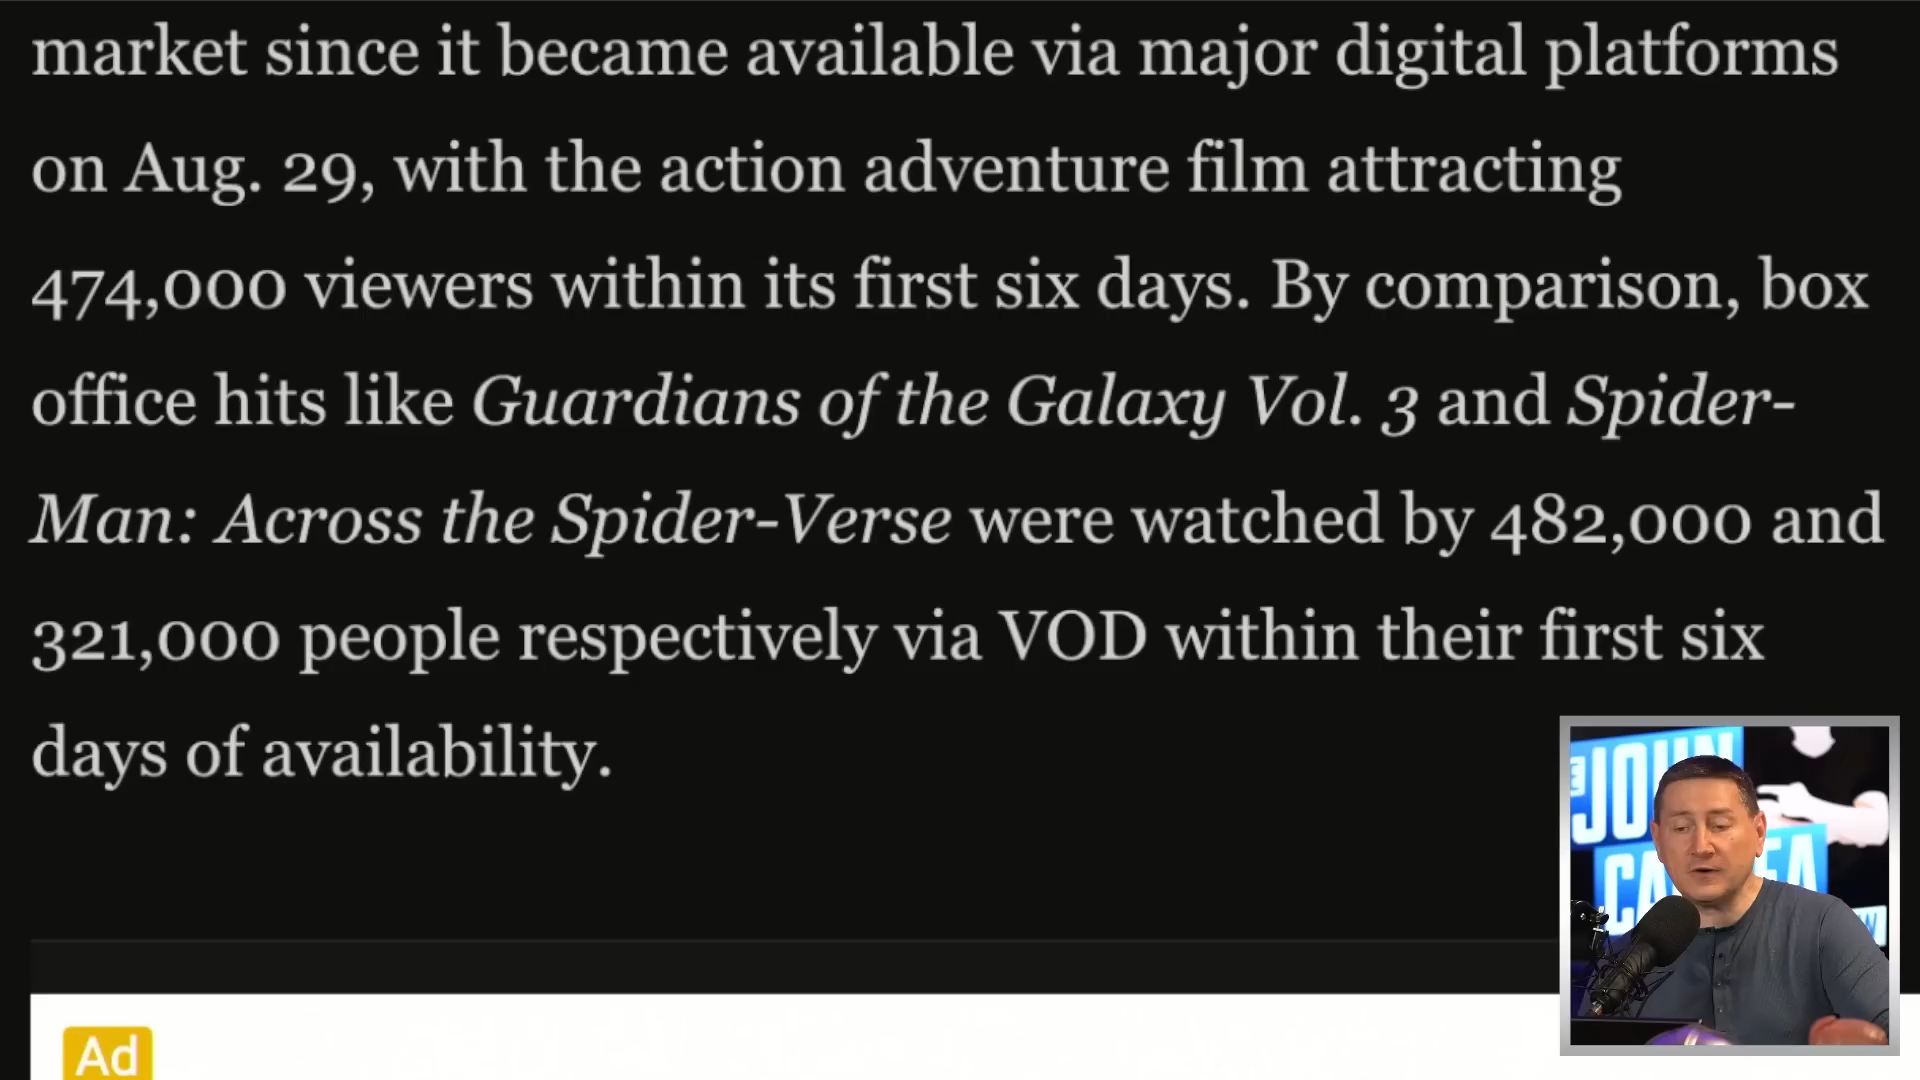 market since it became available via major digital platforms
on Aug. 29, with the action adventure film attracting
474,000 viewers within its first six days. By comparison, box
office hits like Guardians of the Galaxy Vol. 3 and Spider-
Man: Across the Spider-Verse were watched by 482,000 and
321,000 people respectively via VOD within their first six
days of availability.
Ad